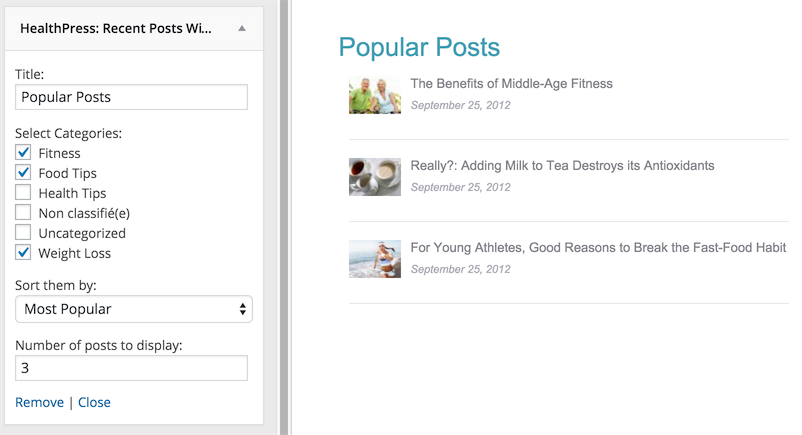 HealthPress: Recent Posts Wi...
Title:
Popular Posts
Select Categories:
Fitness
Food Tips
Health Tips
Non classifié(e)
Uncategorized
Weight Loss
Sort them by:
Most Popular
Number of posts to display:
3
Remove | Close
Popular Posts
The Benefits of Middle-Age Fitness
September 25, 2012
Really?: Adding Milk to Tea Destroys its Antioxidants
September 25, 2012
For Young Athletes, Good Reasons to Break the Fast-Food Habit
September 25, 2012